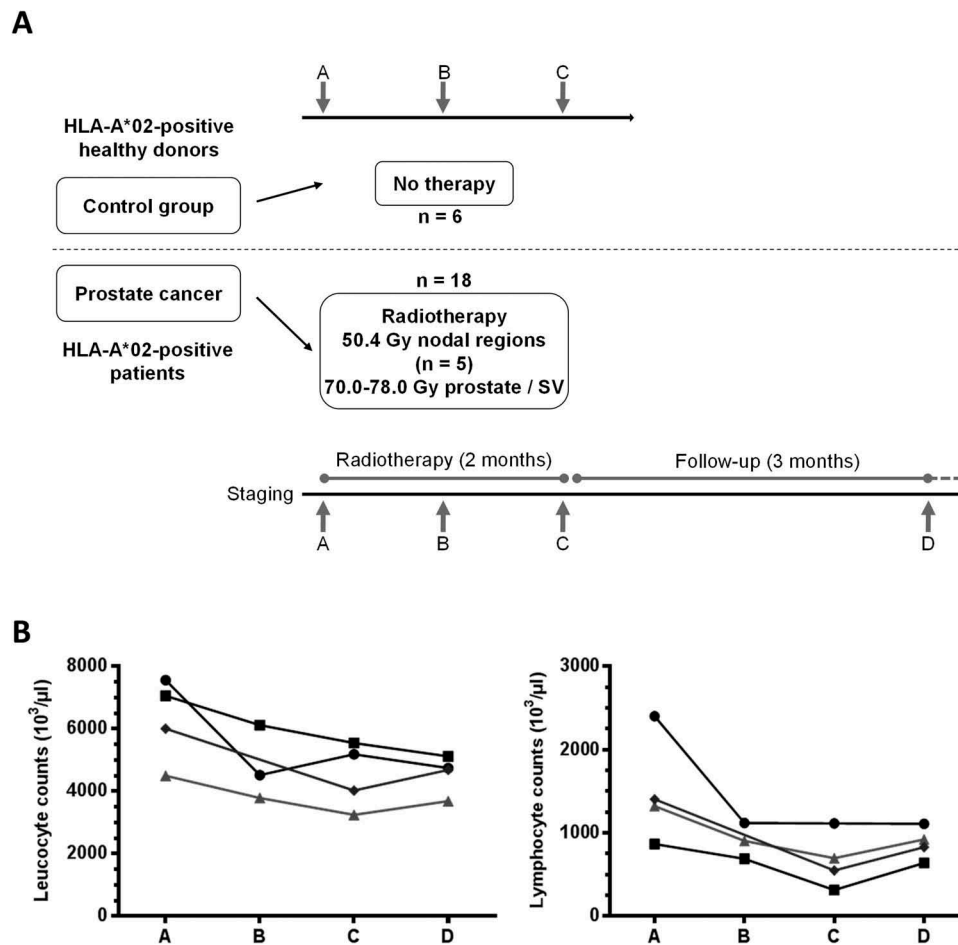 A
A B C
HLA-A*02-positive
healthy donors
Control group
No therapy
n = 6
Prostate cancer
HLA-A*02-positive
patients
n = 18
Radiotherapy
50.4 Gy nodal regions
(n = 5)
70.0-78.0 Gy prostate / SV
Radiotherapy (2 months) Follow-up (3 months)
Staging
A B C D
B
Leucocyte counts (10³/µl)
8000
6000
4000
2000
0
A B C D
Lymphocyte counts (10³/µl)
3000
2000
1000
0
A B C D